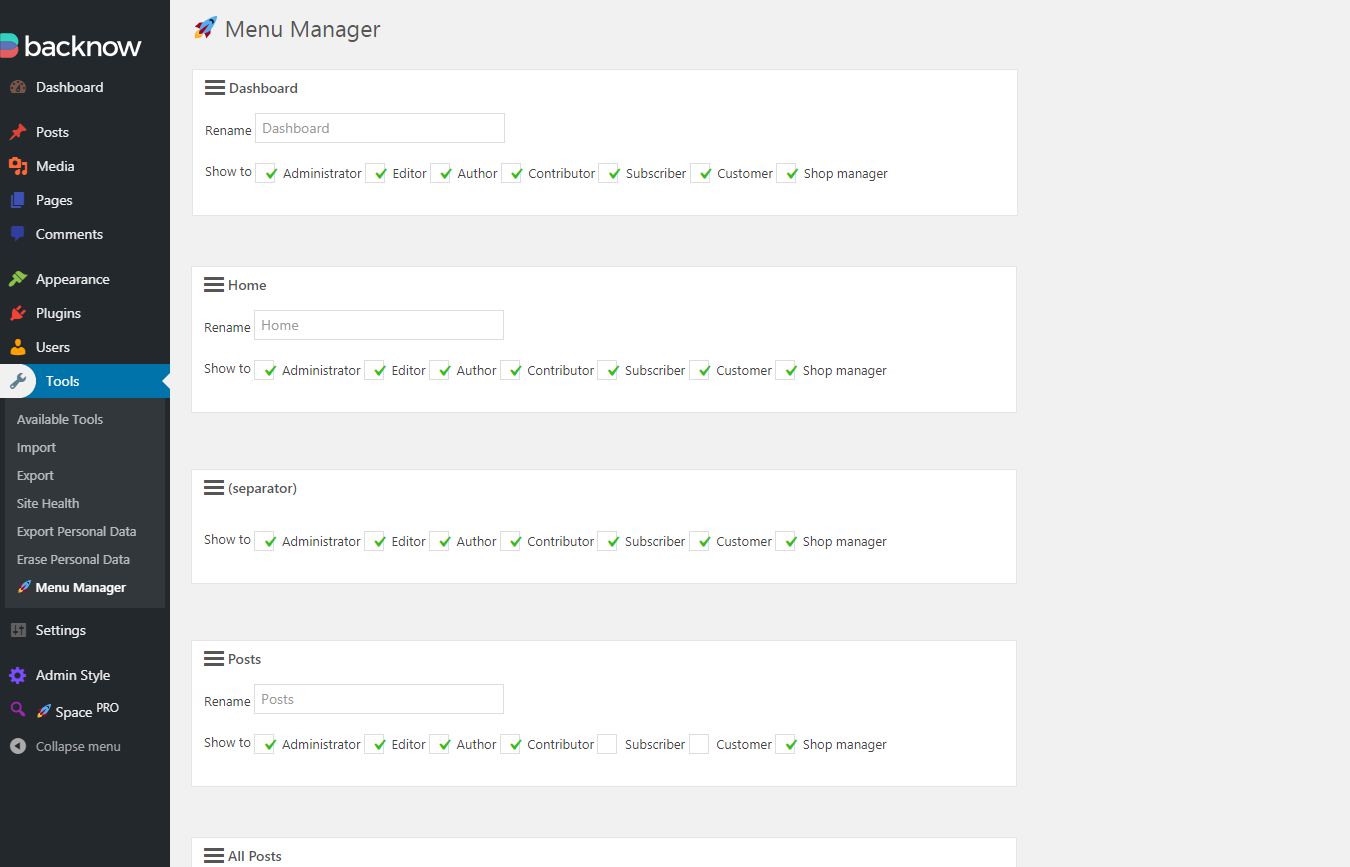 backnow
Dashboard
Posts
Media
Pages
Comments
Appearance
Plugins
Users
Tools
Available Tools
Import
Export
Site Health
Export Personal Data
Erase Personal Data
Menu Manager
Settings
Admin Style
Space PRO
Collapse menu
Menu Manager
Dashboard
Rename Dashboard
Show to Administrator Editor Author Contributor Subscriber Customer Shop manager
Home
Rename Home
Show to Administrator Editor Author Contributor Subscriber Customer Shop manager
(separator)
Show to Administrator Editor Author Contributor Subscriber Customer Shop manager
Posts
Rename Posts
Show to Administrator Editor Author Contributor Subscriber Customer Shop manager
All Posts